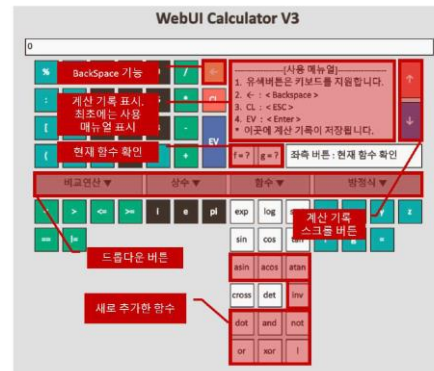 WebUI Calculator V3
0
%
/
←
BackSpace 기능
[사용 매뉴얼]
1. 유색버튼은 키보드를 지원합니다.
2. ← : < Backspace >
3. CL : < ESC >
4. EV : < Enter >
* 이곳에 계산 기록이 저장됩니다.
↑
↓
:
*
CL
계산 기록 표시.
최초에는 사용
매뉴얼 표시
[
-
EV
(
+
현재 함수 확인
f=?
g=?
좌측 버튼 : 현재 함수 확인
비교연산 ▼
상수 ▼
함수 ▼
방정식 ▼
>
<=
>=
i
e
pi
exp
log
y
z
==
!=
sin
cos
tan
=
계산 기록
스크롤 버튼
드롭다운 버튼
asin
acos
atan
cross
det
inv
새로 추가한 함수
dot
and
not
or
xor